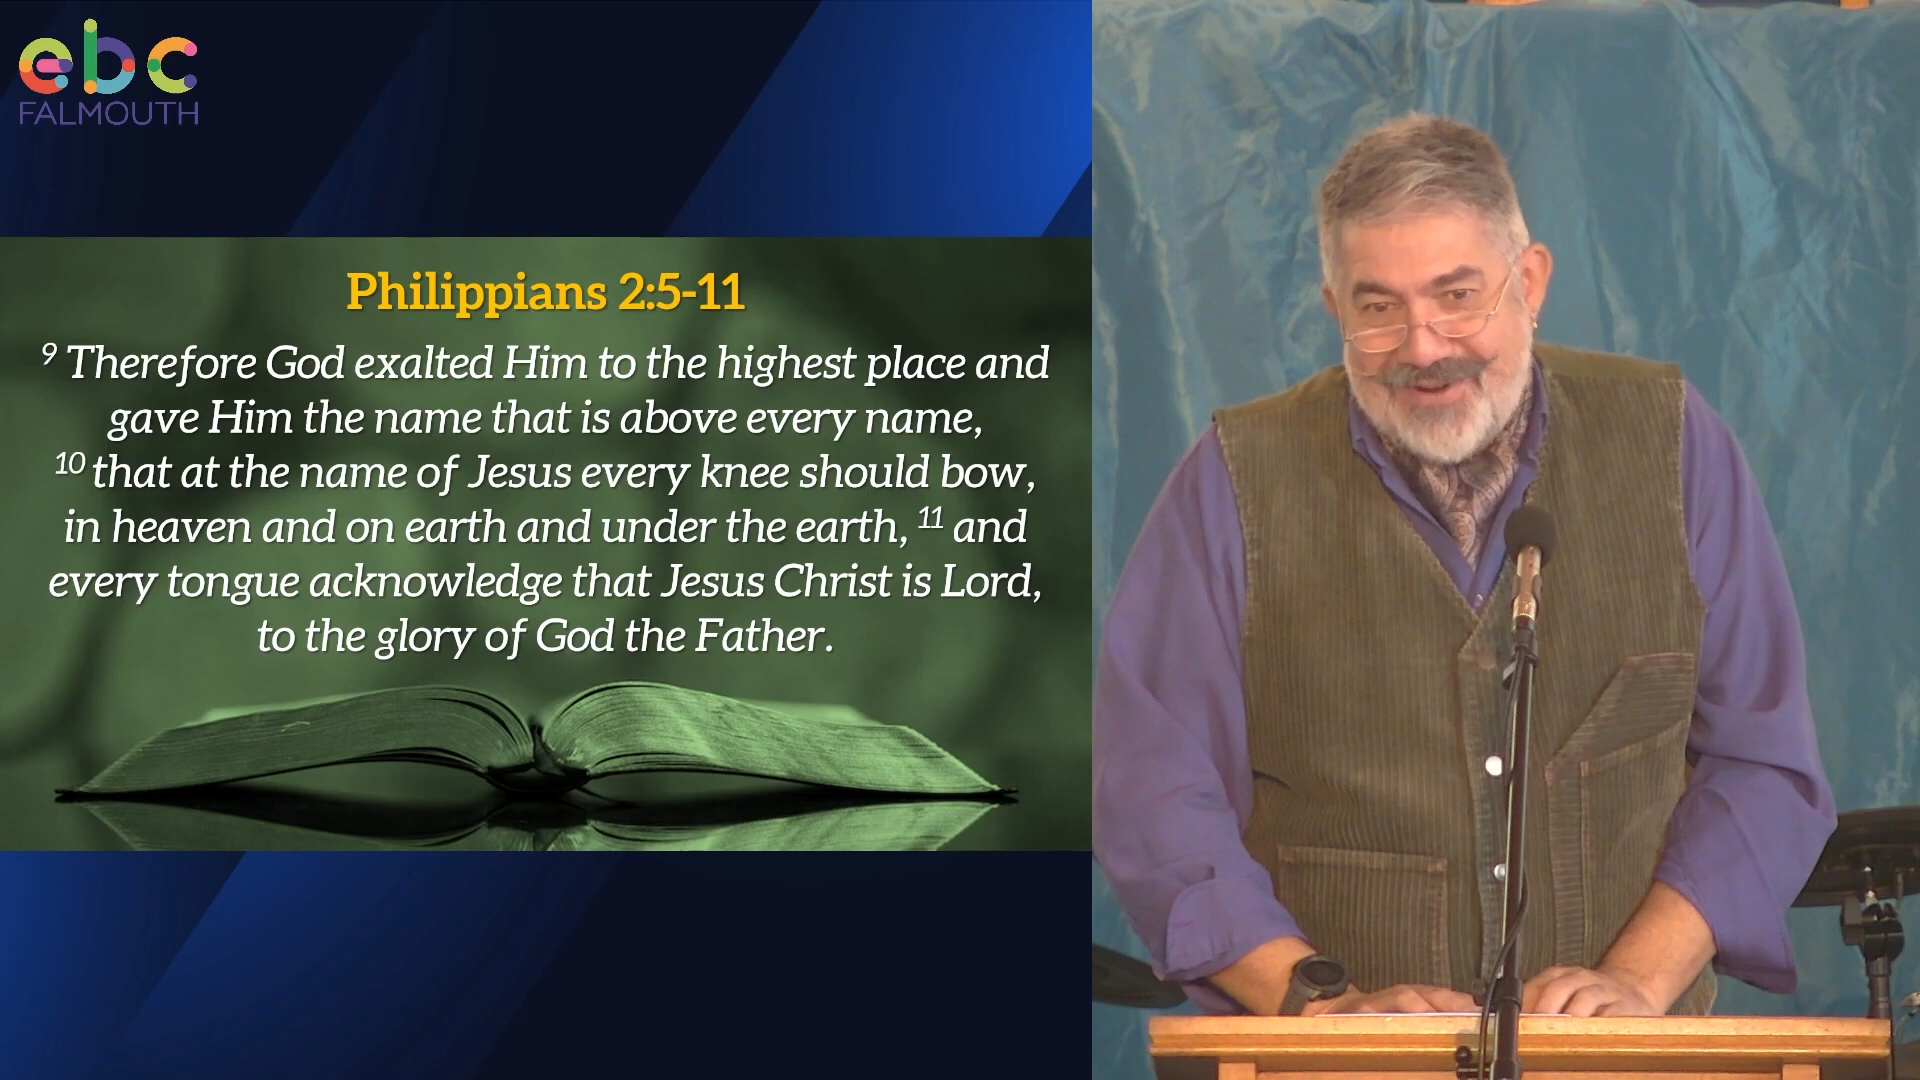 ebc
FALMOUTH
Philippians 2:5-11
9 Therefore God exalted Him to the highest place and
gave Him the name that is above every name,
10 that at the name of Jesus every knee should bow,
in heaven and on earth and under the earth, 11 and
every tongue acknowledge that Jesus Christ is Lord,
to the glory of God the Father.